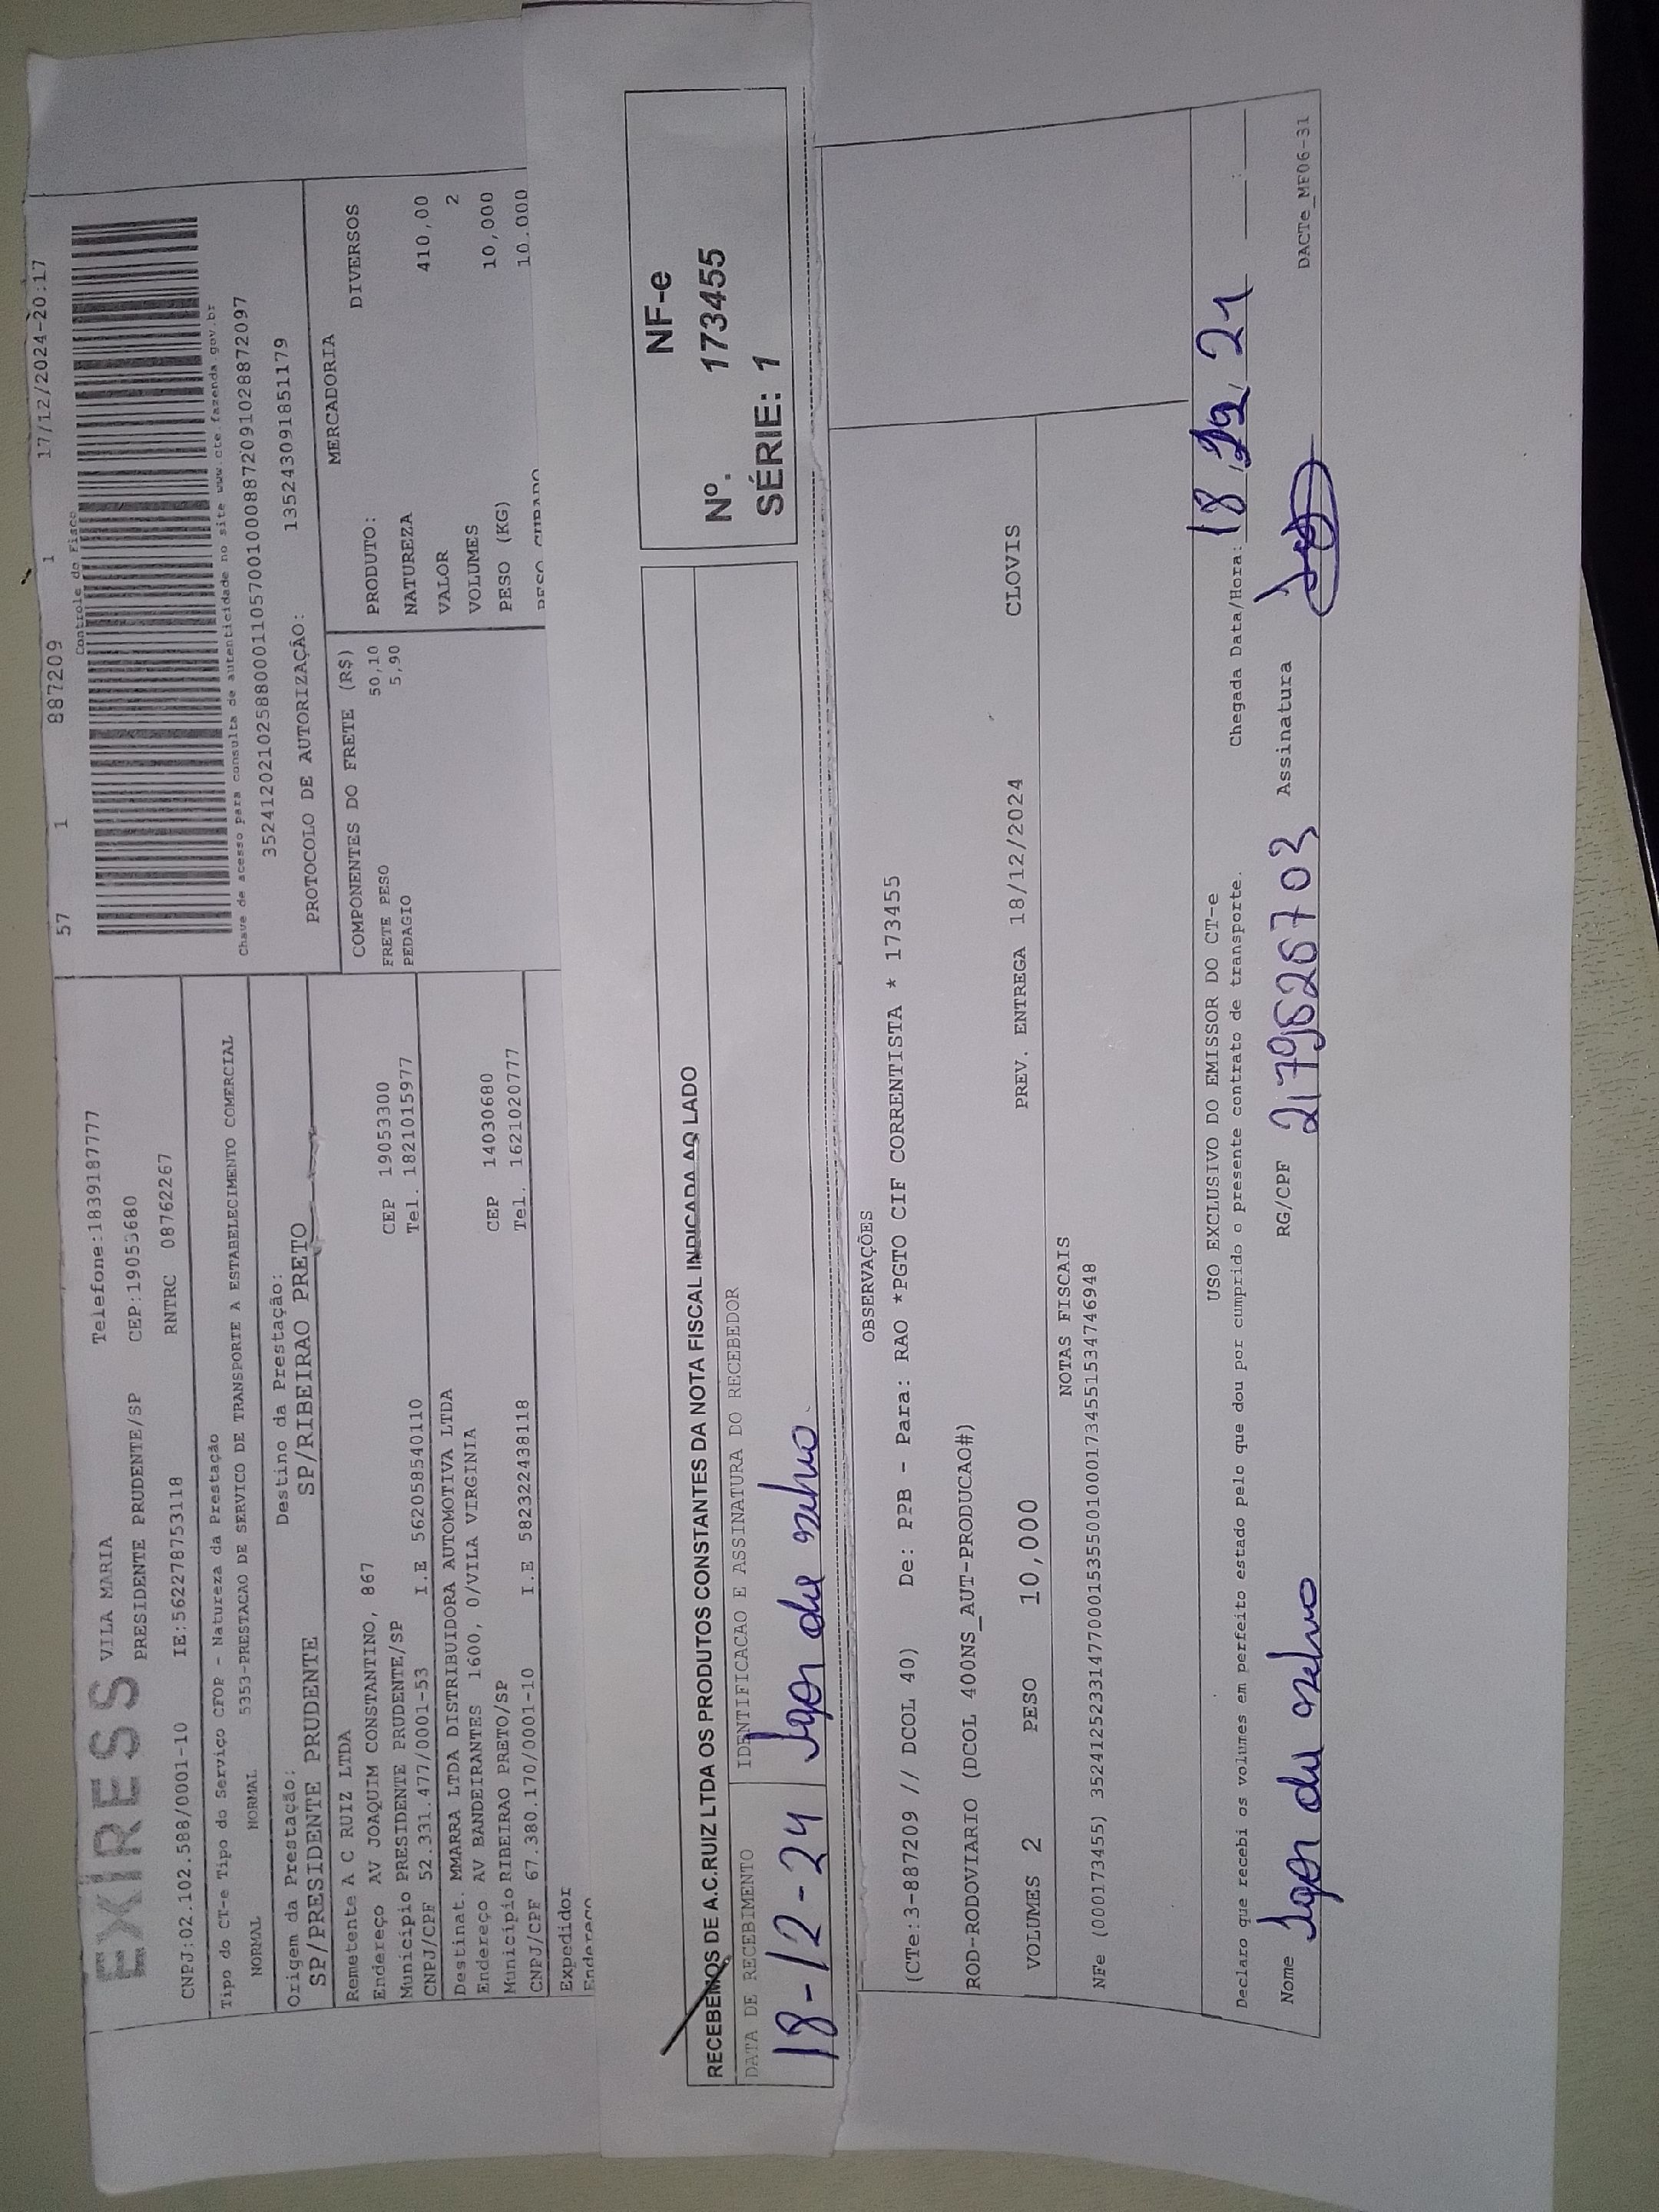 57 1 887209 1 17/12/2024-20:17
EXPRESS VILA MARIA Telefone:1839187777
PRESIDENTE PRUDENTE/SP CEP:19053680
CNPJ:02.102.588/0001-10 IE:562278753118 RNTRC 08762267
Controle do Fisco
Chave de acesso para consulta de autenticidade no site www.cte.fazenda.gov.br
35241202102588000110570010008872091028872097
PROTOCOLO DE AUTORIZAÇÃO: 135243091851179
Tipo do CT-e Tipo do Serviço CFOP - Natureza da Prestação
NORMAL NORMAL 5353-PRESTACAO DE SERVICO DE TRANSPORTE A ESTABELECIMENTO COMERCIAL
Origem da Prestação: Destino da Prestação:
SP/PRESIDENTE PRUDENTE SP/RIBEIRAO PRETO
Remetente A C RUIZ LTDA
Endereço AV JOAQUIM CONSTANTINO, 867 CEP 19053300
Município PRESIDENTE PRUDENTE/SP Tel. 1821015977
CNPJ/CPF 52.331.477/0001-53 I.E 562058540110
Destinat. MMARRA LTDA DISTRIBUIDORA AUTOMOTIVA LTDA
Endereço AV BANDEIRANTES 1600, 0/VILA VIRGINIA CEP 14030680
Município RIBEIRAO PRETO/SP Tel. 1621020777
CNPJ/CPF 67.380.170/0001-10 I.E 582322438118
Expedidor
Endereço
COMPONENTES DO FRETE (R$)
FRETE PESO 50,10
PEDAGIO 5,90
MERCADORIA
PRODUTO: DIVERSOS
NATUREZA
VALOR 410,00
VOLUMES 2
PESO (KG) 10,000
PESO CUBADO 10.000
RECEBEMOS DE A.C.RUIZ LTDA OS PRODUTOS CONSTANTES DA NOTA FISCAL INDICADA AO LADO
DATA DE RECEBIMENTO IDENTIFICACAO E ASSINATURA DO RECEBEDOR
18-12-24
NF-e
Nº. 173455
SÉRIE: 1
OBSERVAÇÕES
(CTe:3-887209 // DCOL 40) De: PPB - Para: RAO *PGTO CIF CORRENTISTA * 173455
ROD-RODOVIARIO (DCOL 400NS_AUT-PRODUCAO#)
VOLUMES 2 PESO 10,000 PREV. ENTREGA 18/12/2024 CLOVIS
NOTAS FISCAIS
NFe (000173455) 35241252331477000153550010001734551534746948
USO EXCLUSIVO DO EMISSOR DO CT-e
Declaro que recebi os volumes em perfeito estado pelo que dou por cumprido o presente contrato de transporte. Chegada Data/Hora: 18
Nome RG/CPF Assinatura
DACTe_MF06-31